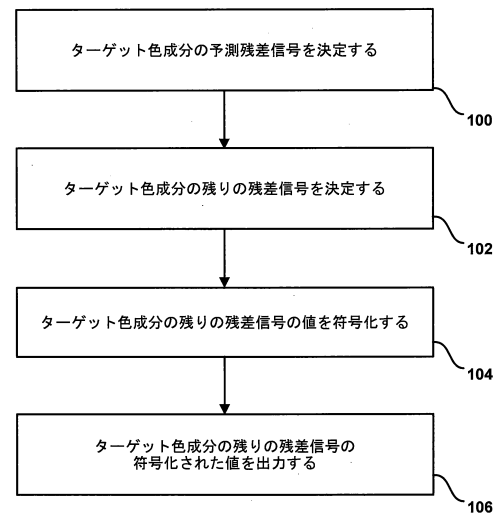 ターゲット色成分の予測残差信号を決定する
100
ターゲット色成分の残りの残差信号を決定する
102
ターゲット色成分の残りの残差信号の値を符号化する
104
ターゲット色成分の残りの残差信号の
符号化された値を出力する
106